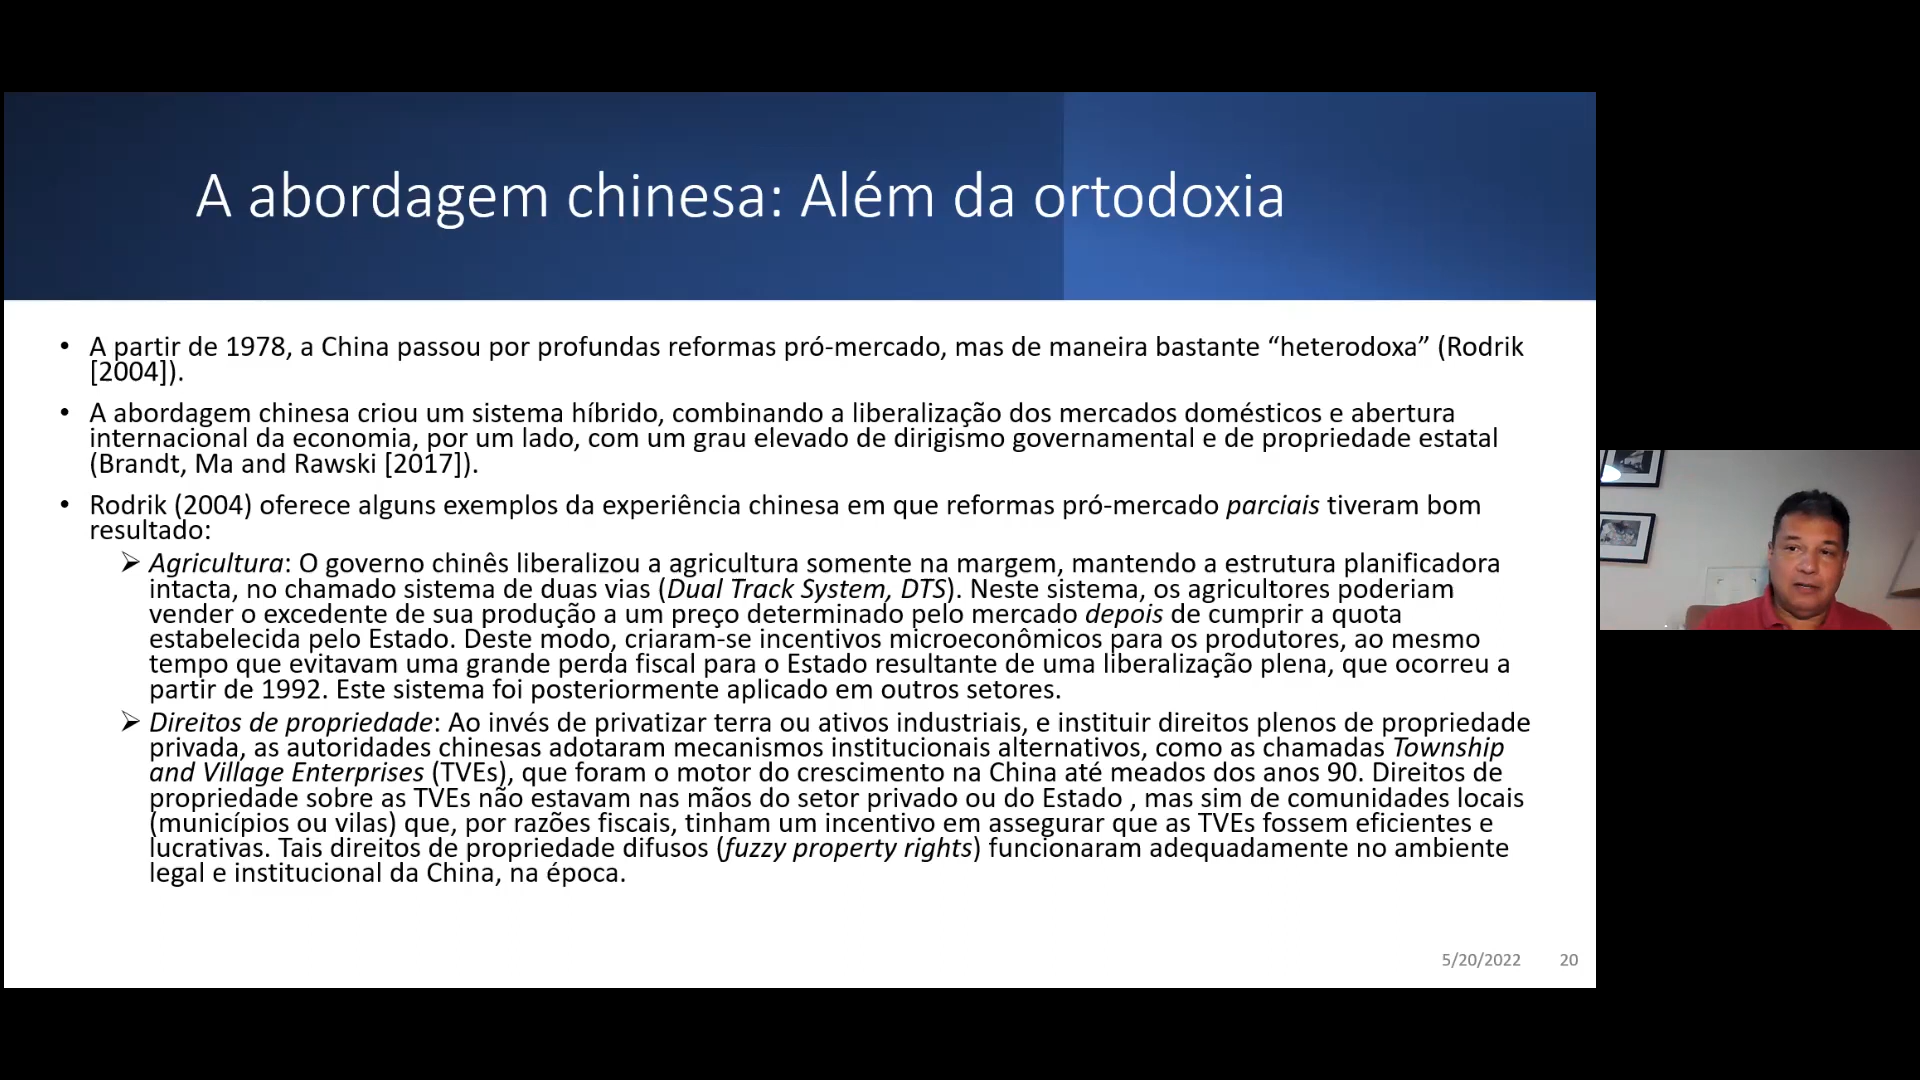 A abordagem chinesa: Além da ortodoxia
• A partir de 1978, a China passou por profundas reformas pró-mercado, mas de maneira bastante “heterodoxa” (Rodrik
[2004]).
• A abordagem chinesa criou um sistema híbrido, combinando a liberalização dos mercados domésticos e abertura
internacional da economia, por um lado, com um grau elevado de dirigismo governamental e de propriedade estatal
(Brandt, Ma and Rawski [2017]).
• Rodrik (2004) oferece alguns exemplos da experiência chinesa em que reformas pró-mercado parciais tiveram bom
resultado:
➢ Agricultura: O governo chinês liberalizou a agricultura somente na margem, mantendo a estrutura planificadora
intacta, no chamado sistema de duas vias (Dual Track System, DTS). Neste sistema, os agricultores poderiam
vender o excedente de sua produção a um preço determinado pelo mercado depois de cumprir a quota
estabelecida pelo Estado. Deste modo, criaram-se incentivos microeconômicos para os produtores, ao mesmo
tempo que evitavam uma grande perda fiscal para o Estado resultante de uma liberalização plena, que ocorreu a
partir de 1992. Este sistema foi posteriormente aplicado em outros setores.
➢ Direitos de propriedade: Ao invés de privatizar terra ou ativos industriais, e instituir direitos plenos de propriedade
privada, as autoridades chinesas adotaram mecanismos institucionais alternativos, como as chamadas Township
and Village Enterprises (TVEs), que foram o motor do crescimento na China até meados dos anos 90. Direitos de
propriedade sobre as TVEs não estavam nas mãos do setor privado ou do Estado , mas sim de comunidades locais
(municípios ou vilas) que, por razões fiscais, tinham um incentivo em assegurar que as TVEs fossem eficientes e
lucrativas. Tais direitos de propriedade difusos (fuzzy property rights) funcionaram adequadamente no ambiente
legal e institucional da China, na época.
5/20/2022 20